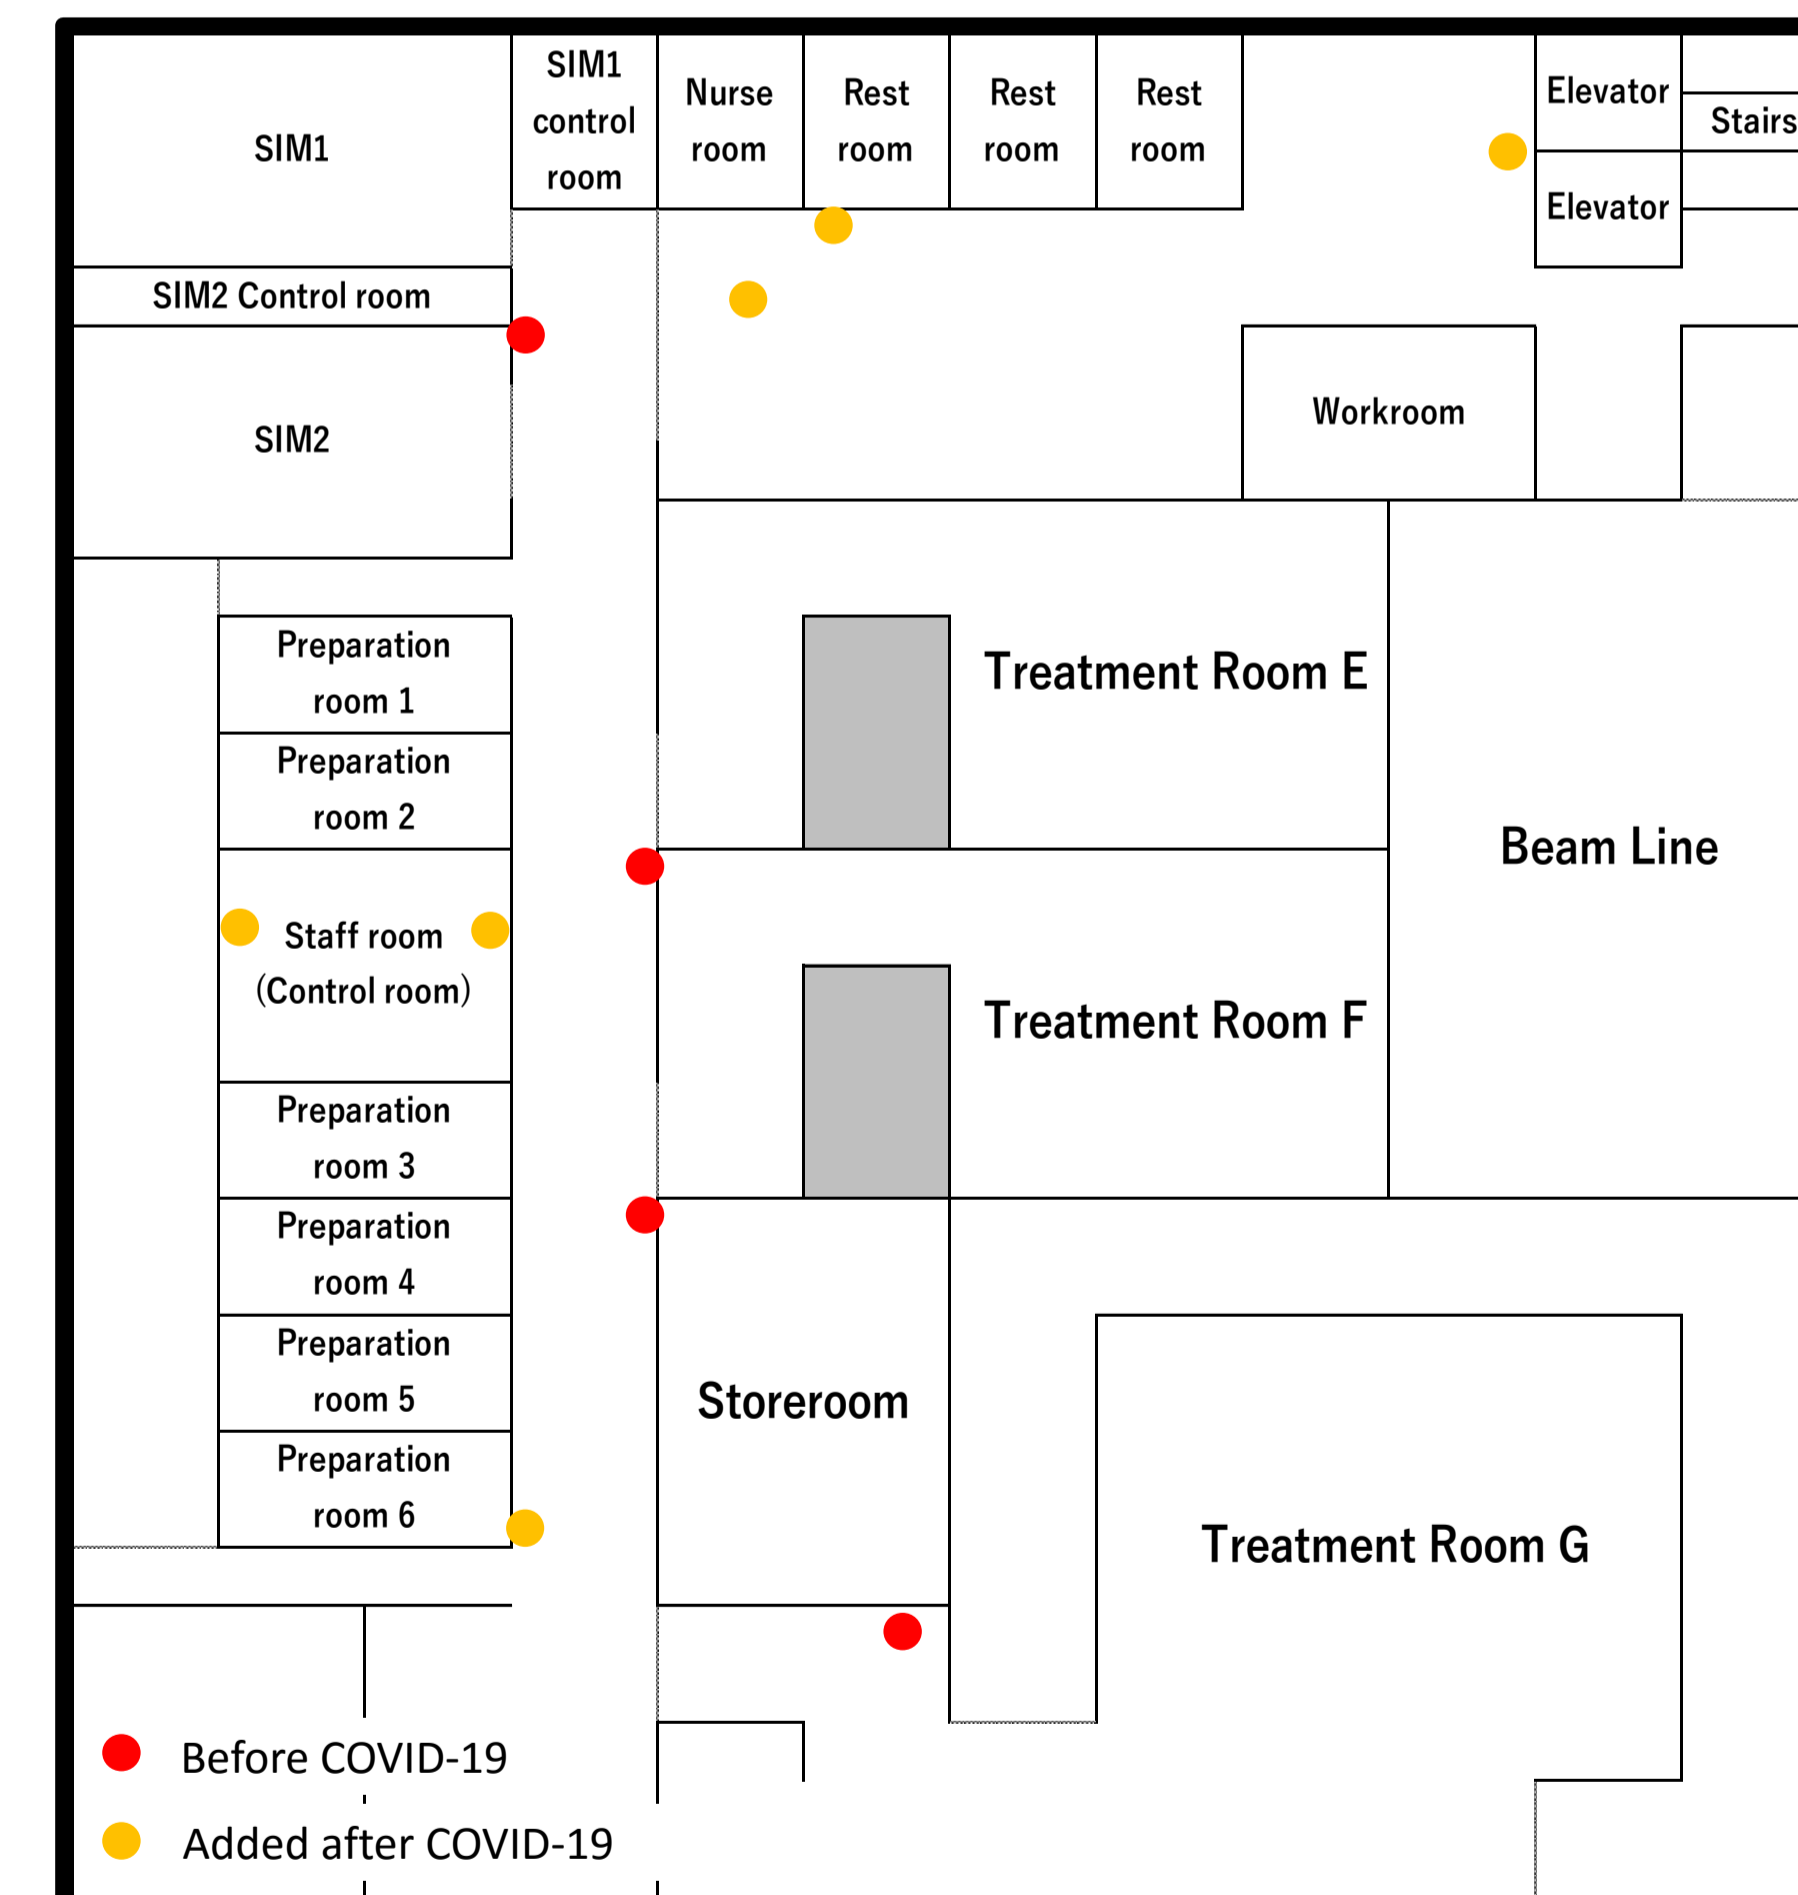 SIM1
SIM1
control
room
Nurse
room
Rest
room
Rest
room
Rest
room
Elevator
Stairs
Elevator
SIM2 Control room
SIM2
Workroom
Preparation
room 1
Preparation
room 2
Treatment Room E
Beam Line
Staff room
(Control room)
Treatment Room F
Preparation
room 3
Preparation
room 4
Preparation
room 5
Preparation
room 6
Storeroom
Treatment Room G
Before COVID-19
Added after COVID-19